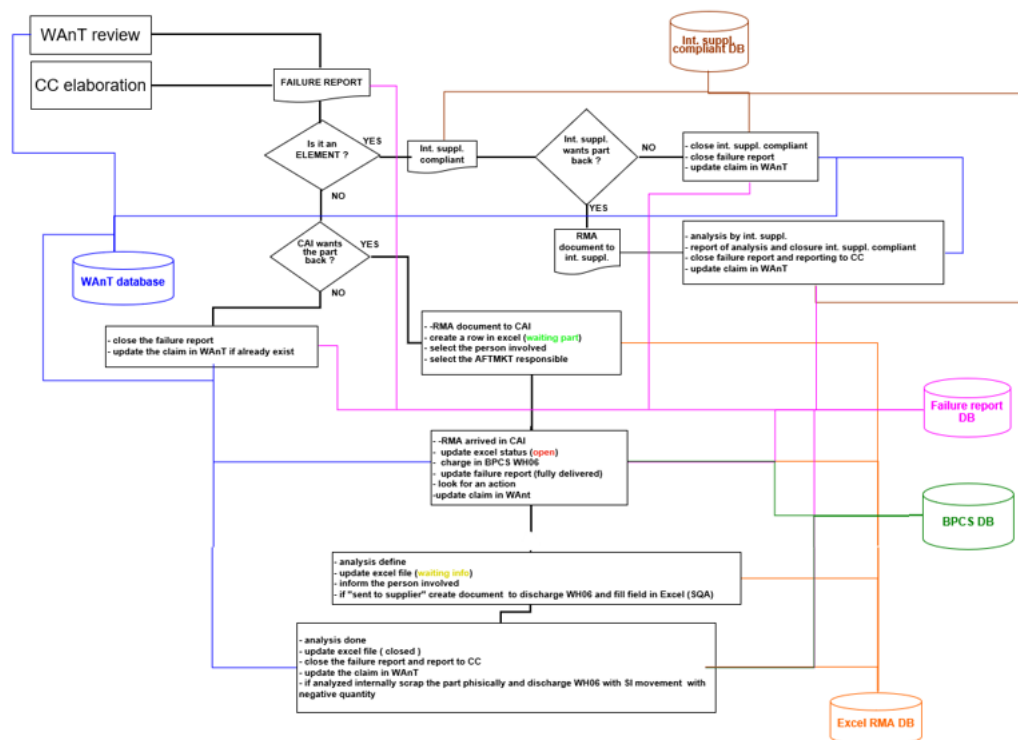 WAnT review
CC elaboration
FAILURE REPORT
Int. suppl.
compliant DB
Is it an
ELEMENT ?
YES
Int. suppl.
compliant
Int. suppl.
wants part
back ?
NO
- close int. suppl. compliant
- close failure report
- update claim in WAnT
NO
YES
CAI wants
the part
back ?
YES
RMA
document to
int. suppl.
- analysis by int. suppl.
- report of analysis and closure int. suppl. compliant
- close failure report and reporting to CC
- update claim in WAnT
WAnT database
NO
- close the failure report
- update the claim in WAnT if already exist
- -RMA document to CAI
- create a row in excel (waiting part)
- select the person involved
- select the AFTMKT responsible
Failure report
DB
- -RMA arrived in CAI
- update excel status (open)
- charge in BPCS WH06
- update failure report (fully delivered)
- look for an action
-update claim in WAnt
BPCS DB
- analysis define
- update excel file (waiting info)
- inform the person involved
- if "sent to supplier" create document to discharge WH06 and fill field in Excel (SQA)
- analysis done
- update excel file ( closed )
- close the failure report and report to CC
- update the claim in WAnT
- if analyzed internally scrap the part phisically and discharge WH06 with SI movement with
negative quantity
Excel RMA DB